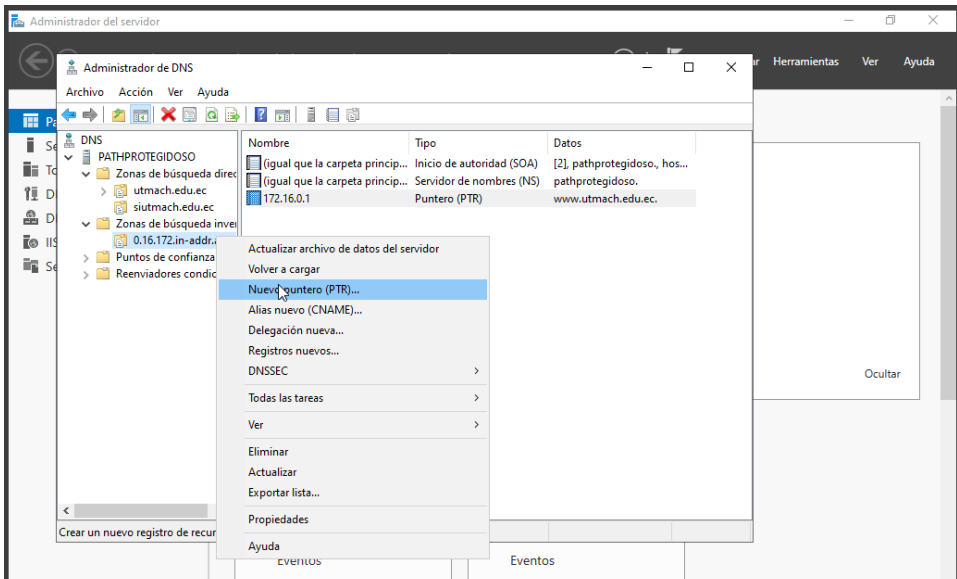 Administrador del servidor
Administrador de DNS
Herramientas Ver Ayuda
Archivo Acción Ver Ayuda
DNS
PATHPROTEGIDOSO
Zonas de búsqueda direc
utmach.edu.ec
siutmach.edu.ec
Zonas de búsqueda inver
0.16.172.in-addr.a
Puntos de confianza
Reenviadores condic
Nombre Tipo Datos
(igual que la carpeta princip... Inicio de autoridad (SOA) [2], pathprotegidoso., hos...
(igual que la carpeta princip... Servidor de nombres (NS) pathprotegidoso.
172.16.0.1 Puntero (PTR) www.utmach.edu.ec.
Actualizar archivo de datos del servidor
Volver a cargar
Nuevo puntero (PTR)...
Alias nuevo (CNAME)...
Delegación nueva...
Registros nuevos...
DNSSEC
Todas las tareas
Ver
Eliminar
Actualizar
Exportar lista...
Propiedades
Ayuda
Ocultar
Crear un nuevo registro de recur
Eventos Eventos